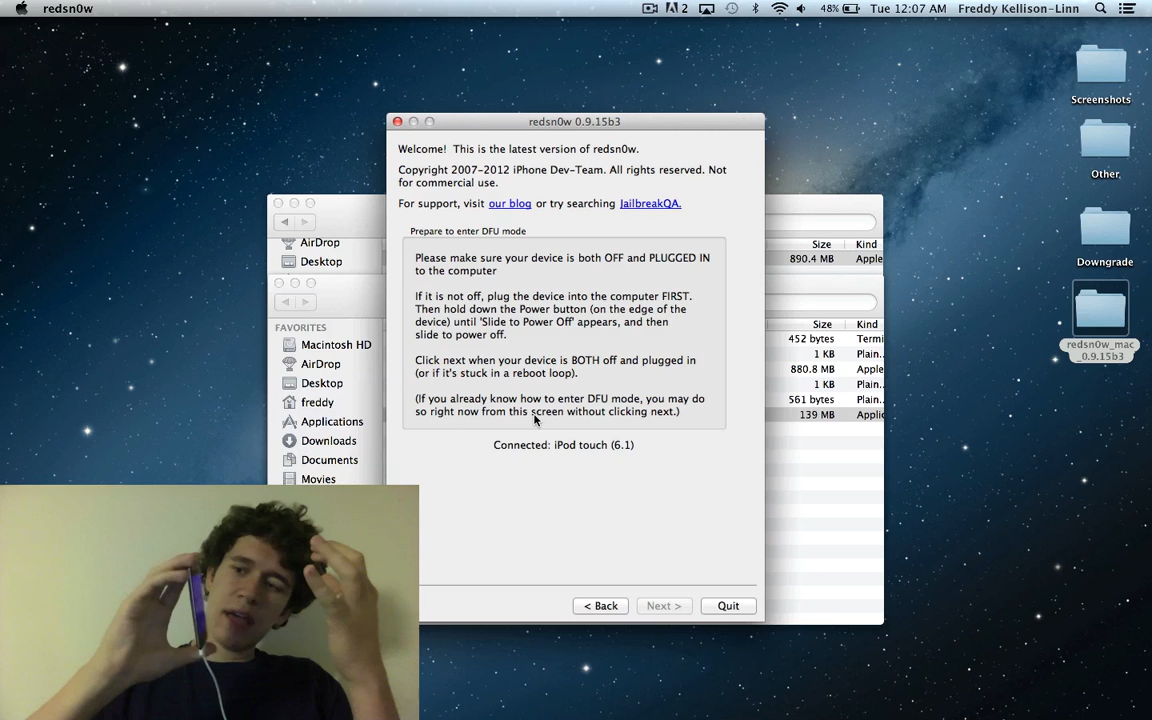 redsn0w
2
48%
Tue 12:07 AM
Freddy Kellison-Linn
Screenshots
Other
Downgrade
redsn0w_mac
_0.9.15b3
redsn0w 0.9.15b3
Welcome!  This is the latest version of redsn0w.
Copyright 2007-2012 iPhone Dev-Team. All rights reserved. Not
for commercial use.
For support, visit our blog or try searching JailbreakQA.
Prepare to enter DFU mode
Please make sure your device is both OFF and PLUGGED IN
to the computer
If it is not off, plug the device into the computer FIRST.
Then hold down the Power button (on the edge of the
device) until 'Slide to Power Off' appears, and then
slide to power off.
Click next when your device is BOTH off and plugged in
(or if it's stuck in a reboot loop).
(If you already know how to enter DFU mode, you may do
so right now from this screen without clicking next.)
Connected: iPod touch (6.1)
< Back
Next >
Quit
AirDrop
Desktop
FAVORITES
Macintosh HD
AirDrop
Desktop
freddy
Applications
Downloads
Documents
Movies
Size Kind
890.4 MB Apple
Size Kind
452 bytes Termi
1 KB Plain..
880.8 MB Apple
1 KB Plain..
561 bytes Plain..
139 MB Applic